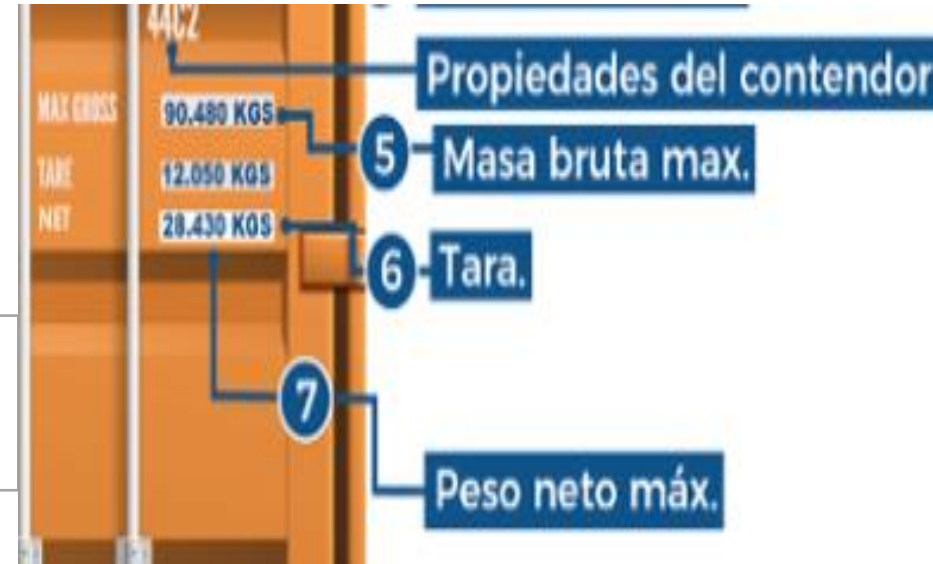 44C2
Propiedades del contendor
MAX GROSS 90.480 KGS
5 Masa bruta max.
TARE 12.050 KGS
NET 28.430 KGS
6 Tara.
7
Peso neto máx.